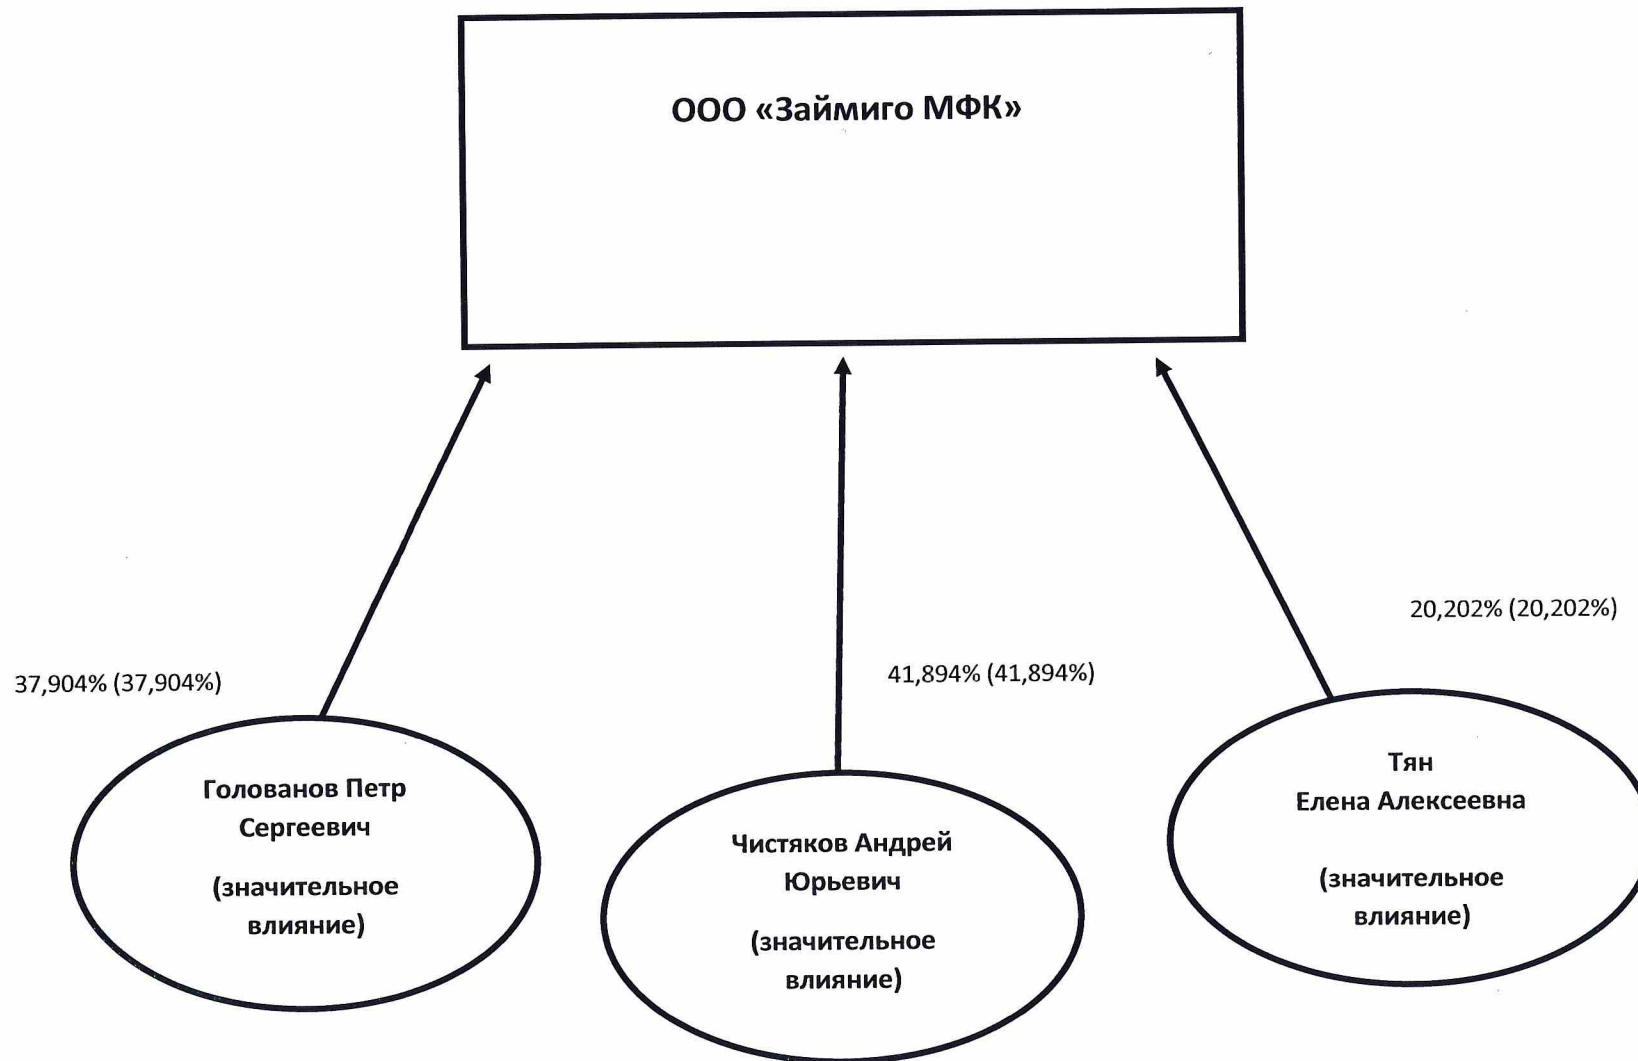 ООО «Займиго МФК»
20,202% (20,202%)
37,904% (37,904%)
41,894% (41,894%)
Голованов Петр
Сергеевич
(значительное
влияние)
Чистяков Андрей
Юрьевич
(значительное
влияние)
Тян
Елена Алексеевна
(значительное
влияние)